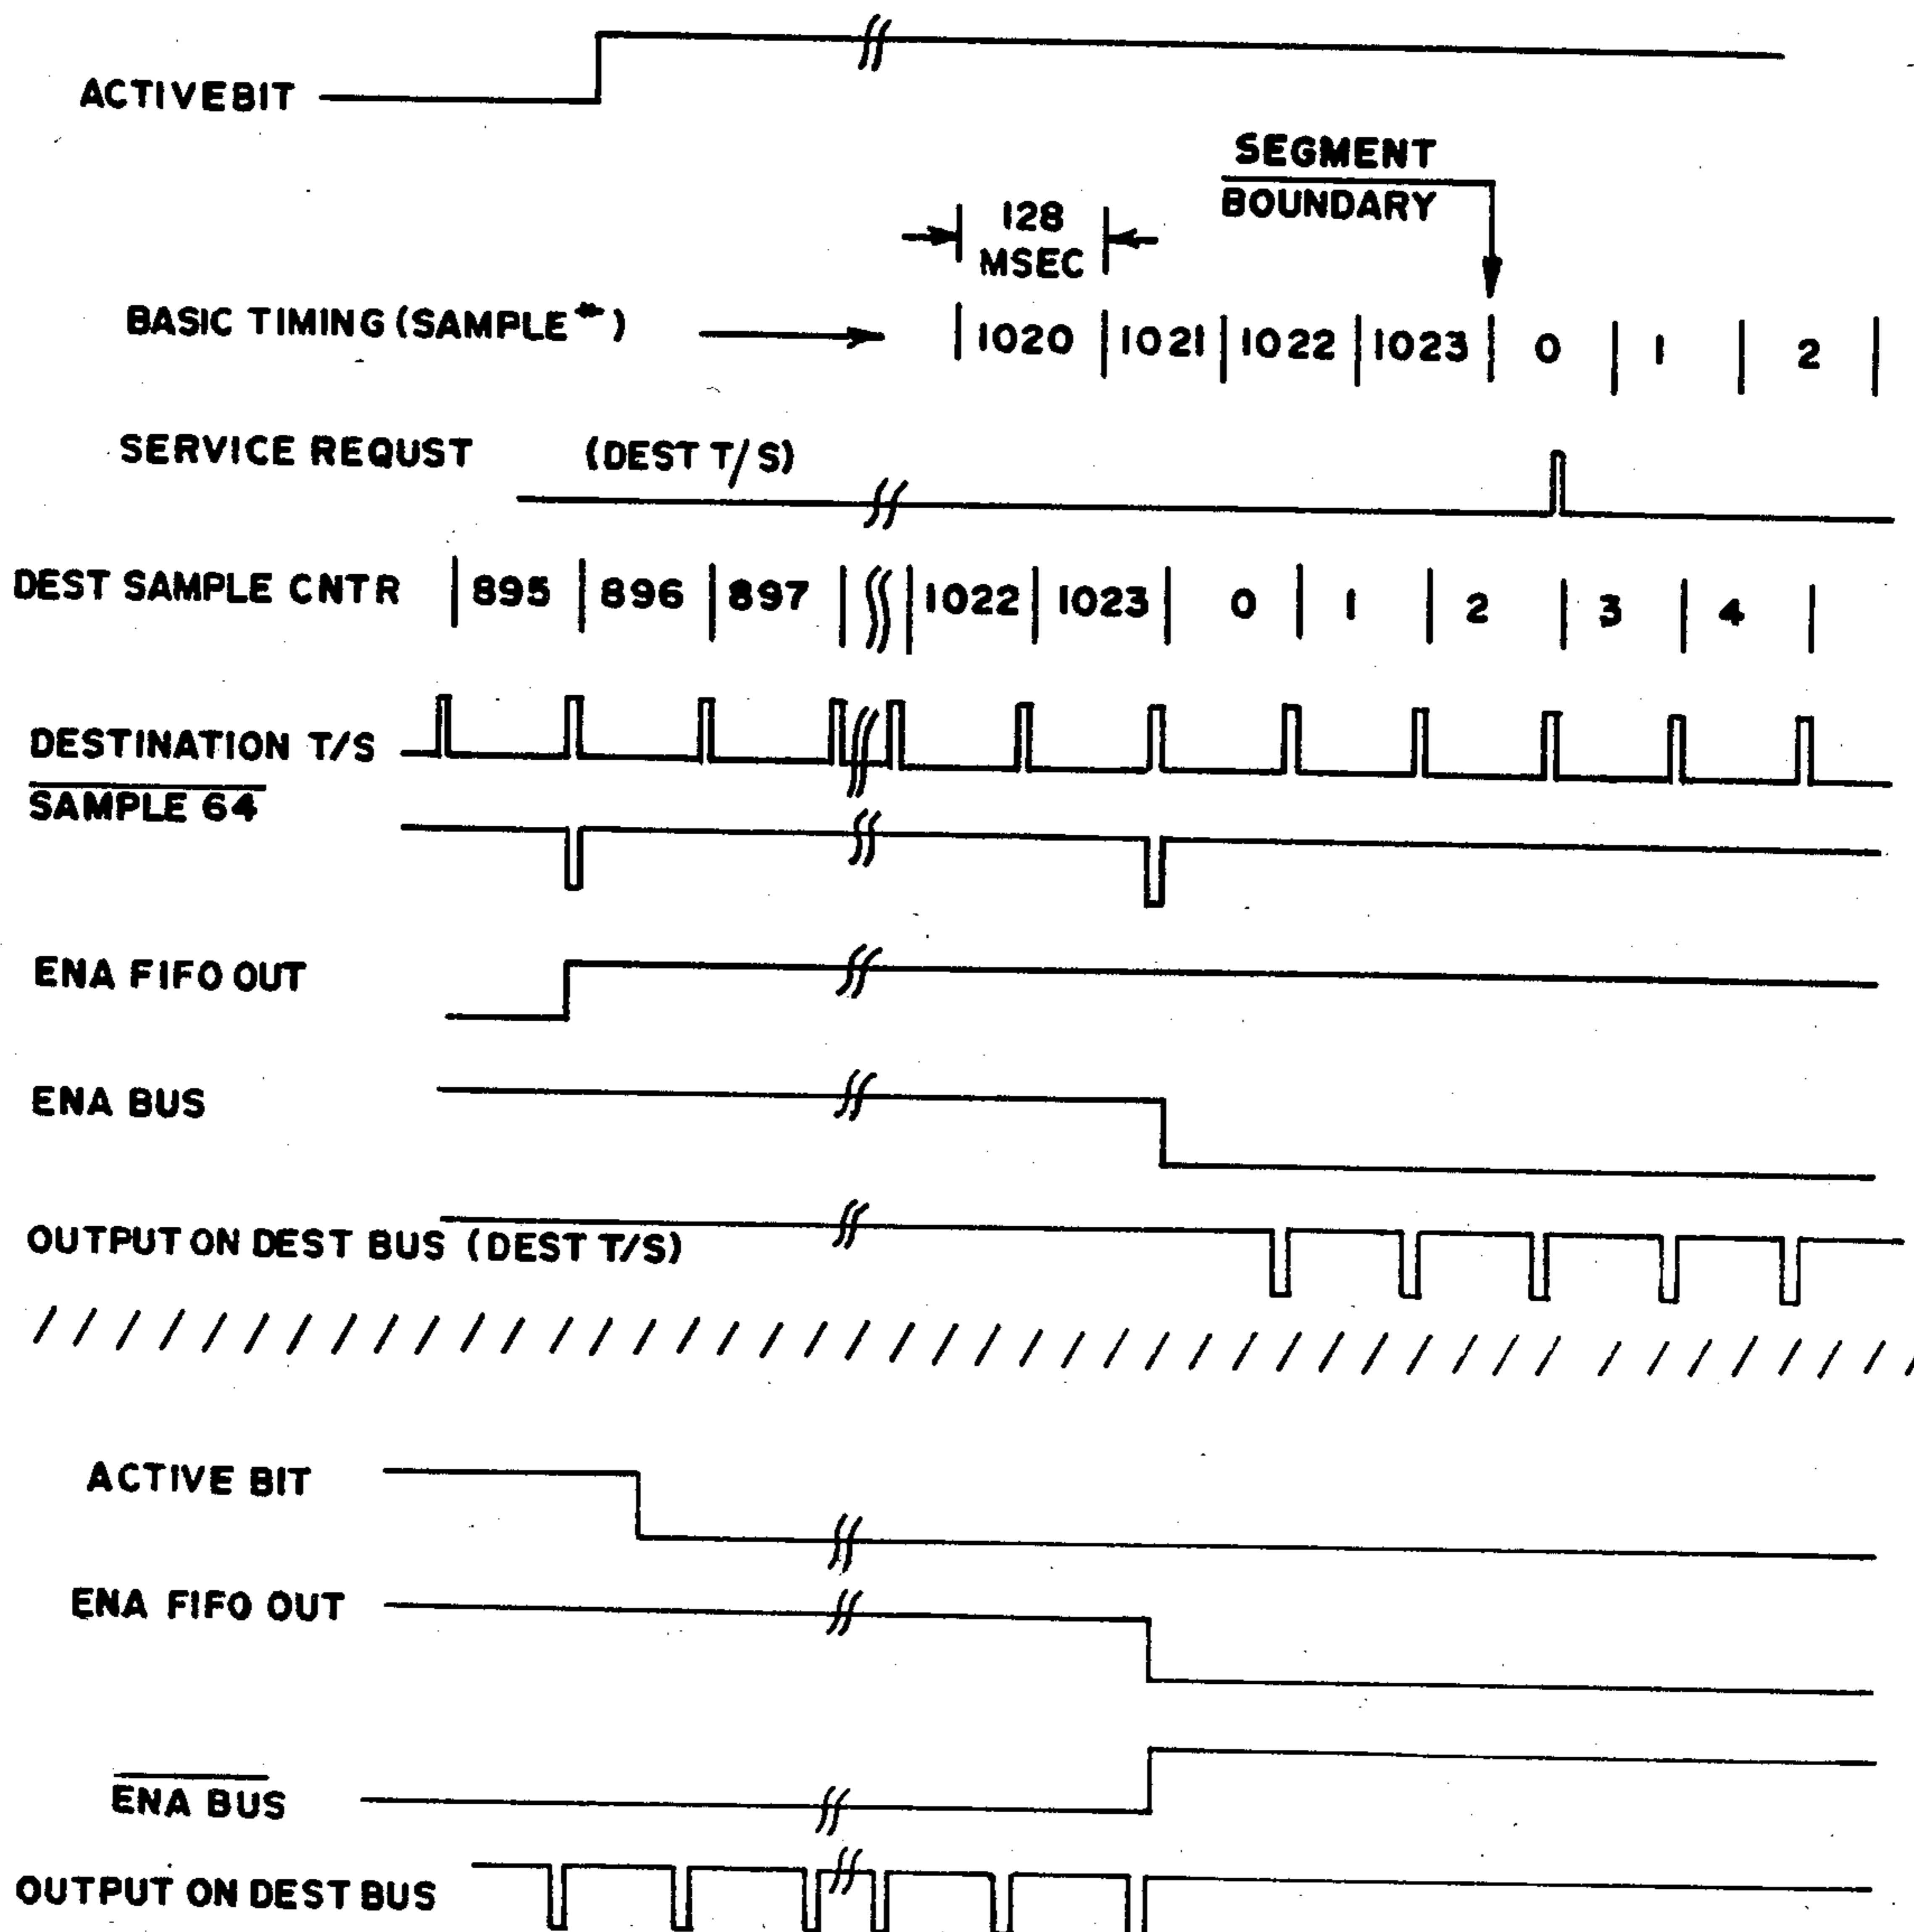 ACTIVEBIT
SEGMENT
BOUNDARY
128
MSEC
BASIC TIMING (SAMPLE #)
1020 1021 1022 1023 0 1 2
SERVICE REQUST (DEST T/S)
DEST SAMPLE CNTR 895 896 897 1022 1023 0 1 2 3 4
DESTINATION T/S
SAMPLE 64
ENA FIFO OUT
ENA BUS
OUTPUT ON DEST BUS (DEST T/S)
ACTIVE BIT
ENA FIFO OUT
ENA BUS
OUTPUT ON DEST BUS